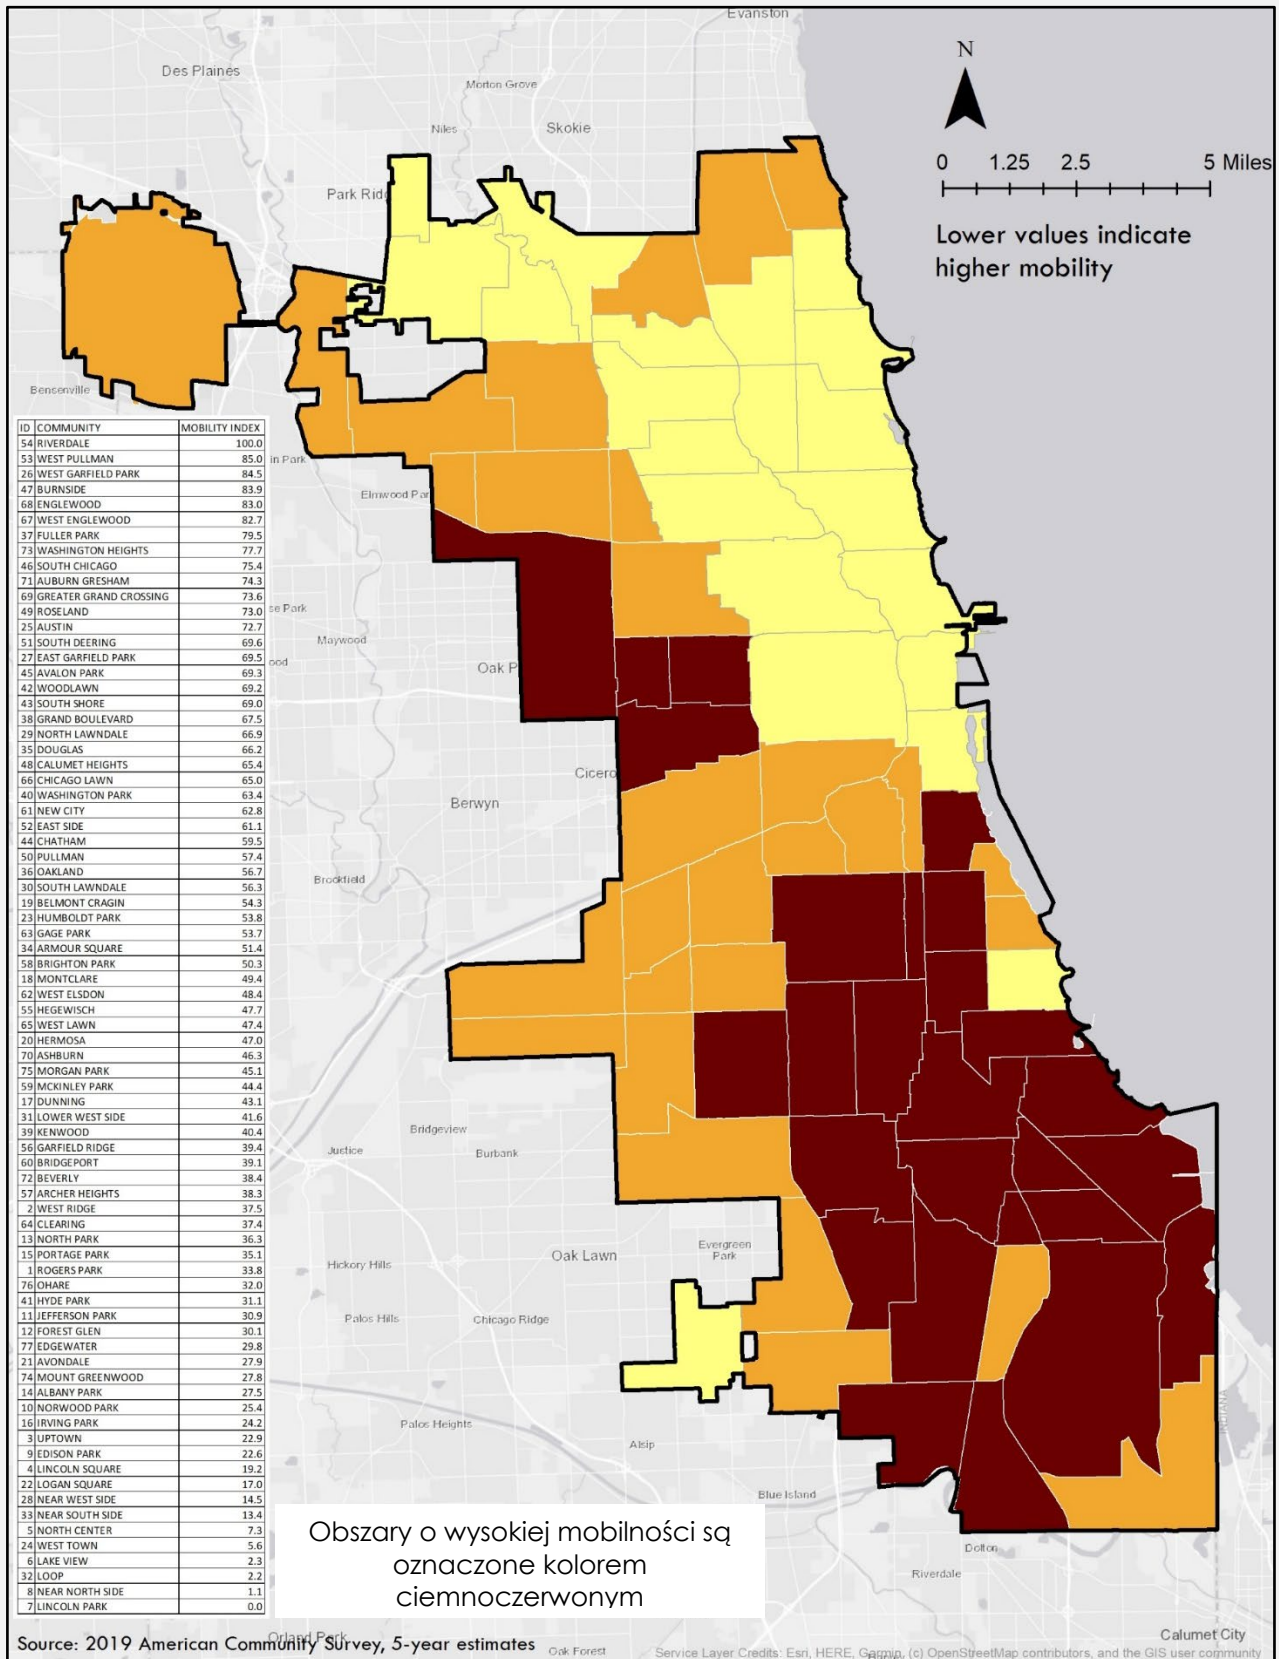 Evanston
Des Plaines
Morton Grove
Niles
Skokie
Park Ridg
N
0 1.25 2.5 5 Miles
Lower values indicate
higher mobility
Bensenville
ID COMMUNITY MOBILITY INDEX
54 RIVERDALE 100.0
53 WEST PULLMAN 85.0
26 WEST GARFIELD PARK 84.5
47 BURNSIDE 83.9
68 ENGLEWOOD 83.0
67 WEST ENGLEWOOD 82.7
37 FULLER PARK 79.5
73 WASHINGTON HEIGHTS 77.7
46 SOUTH CHICAGO 75.4
71 AUBURN GRESHAM 74.3
69 GREATER GRAND CROSSING 73.6
49 ROSELAND 73.0
25 AUSTIN 72.7
51 SOUTH DEERING 69.6
27 EAST GARFIELD PARK 69.5
45 AVALON PARK 69.3
42 WOODLAWN 69.2
43 SOUTH SHORE 69.0
38 GRAND BOULEVARD 67.5
29 NORTH LAWNDALE 66.9
35 DOUGLAS 66.2
48 CALUMET HEIGHTS 65.4
66 CHICAGO LAWN 65.0
40 WASHINGTON PARK 63.4
61 NEW CITY 62.8
52 EAST SIDE 61.1
44 CHATHAM 59.5
50 PULLMAN 57.4
36 OAKLAND 56.7
30 SOUTH LAWNDALE 56.3
19 BELMONT CRAGIN 54.3
23 HUMBOLDT PARK 53.8
63 GAGE PARK 53.7
34 ARMOUR SQUARE 51.4
58 BRIGHTON PARK 50.3
18 MONTCLARE 49.4
62 WEST ELSDON 48.4
55 HEGEWISCH 47.7
65 WEST LAWN 47.4
20 HERMOSA 47.0
70 ASHBURN 46.3
75 MORGAN PARK 45.1
59 MCKINLEY PARK 44.4
17 DUNNING 43.1
31 LOWER WEST SIDE 41.6
39 KENWOOD 40.4
56 GARFIELD RIDGE 39.4
60 BRIDGEPORT 39.1
72 BEVERLY 38.4
57 ARCHER HEIGHTS 38.3
2 WEST RIDGE 37.5
64 CLEARING 37.4
13 NORTH PARK 36.3
15 PORTAGE PARK 35.1
1 ROGERS PARK 33.8
76 OHARE 32.0
41 HYDE PARK 31.1
11 JEFFERSON PARK 30.9
12 FOREST GLEN 30.1
77 EDGEWATER 29.8
21 AVONDALE 27.9
74 MOUNT GREENWOOD 27.8
14 ALBANY PARK 27.5
10 NORWOOD PARK 25.4
16 IRVING PARK 24.2
3 UPTOWN 22.9
9 EDISON PARK 22.6
4 LINCOLN SQUARE 19.2
22 LOGAN SQUARE 17.0
28 NEAR WEST SIDE 14.5
33 NEAR SOUTH SIDE 13.4
5 NORTH CENTER 7.3
24 WEST TOWN 5.6
6 LAKE VIEW 2.3
32 LOOP 2.2
8 NEAR NORTH SIDE 1.1
7 LINCOLN PARK 0.0
in Park
Elmwood Par
se Park
Maywood
ood
Oak P
Cicero
Berwyn
Brookfield
Bridgeview
Justice
Burbank
Oak Lawn
Evergreen
Park
Hickory Hills
Palos Hills
Chicago Ridge
Palos Heights
Alsip
Blue Island
INDIANA
Dolton
Riverdale
Obszary o wysokiej mobilności są
oznaczone kolorem
ciemnoczerwonym
Orland Park
Calumet City
Source: 2019 American Community Survey, 5-year estimates
Oak Forest
Service Layer Credits: Esri, HERE, Garmin, (c) OpenStreetMap contributors, and the GIS user community